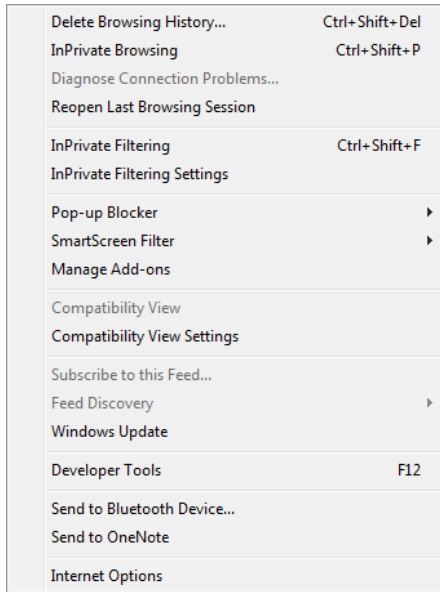 Delete Browsing History... Ctrl+Shift+Del
InPrivate Browsing Ctrl+Shift+P
Diagnose Connection Problems...
Reopen Last Browsing Session
InPrivate Filtering Ctrl+Shift+F
InPrivate Filtering Settings
Pop-up Blocker
SmartScreen Filter
Manage Add-ons
Compatibility View
Compatibility View Settings
Subscribe to this Feed...
Feed Discovery
Windows Update
Developer Tools F12
Send to Bluetooth Device...
Send to OneNote
Internet Options